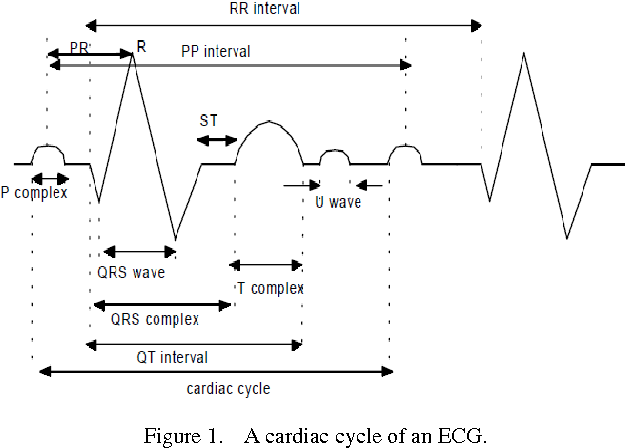 RR interval
PR
R
PP interval
ST
P complex
U wave
QRS wave
T complex
QRS complex
QT interval
cardiac cycle
Figure 1. A cardiac cycle of an ECG.